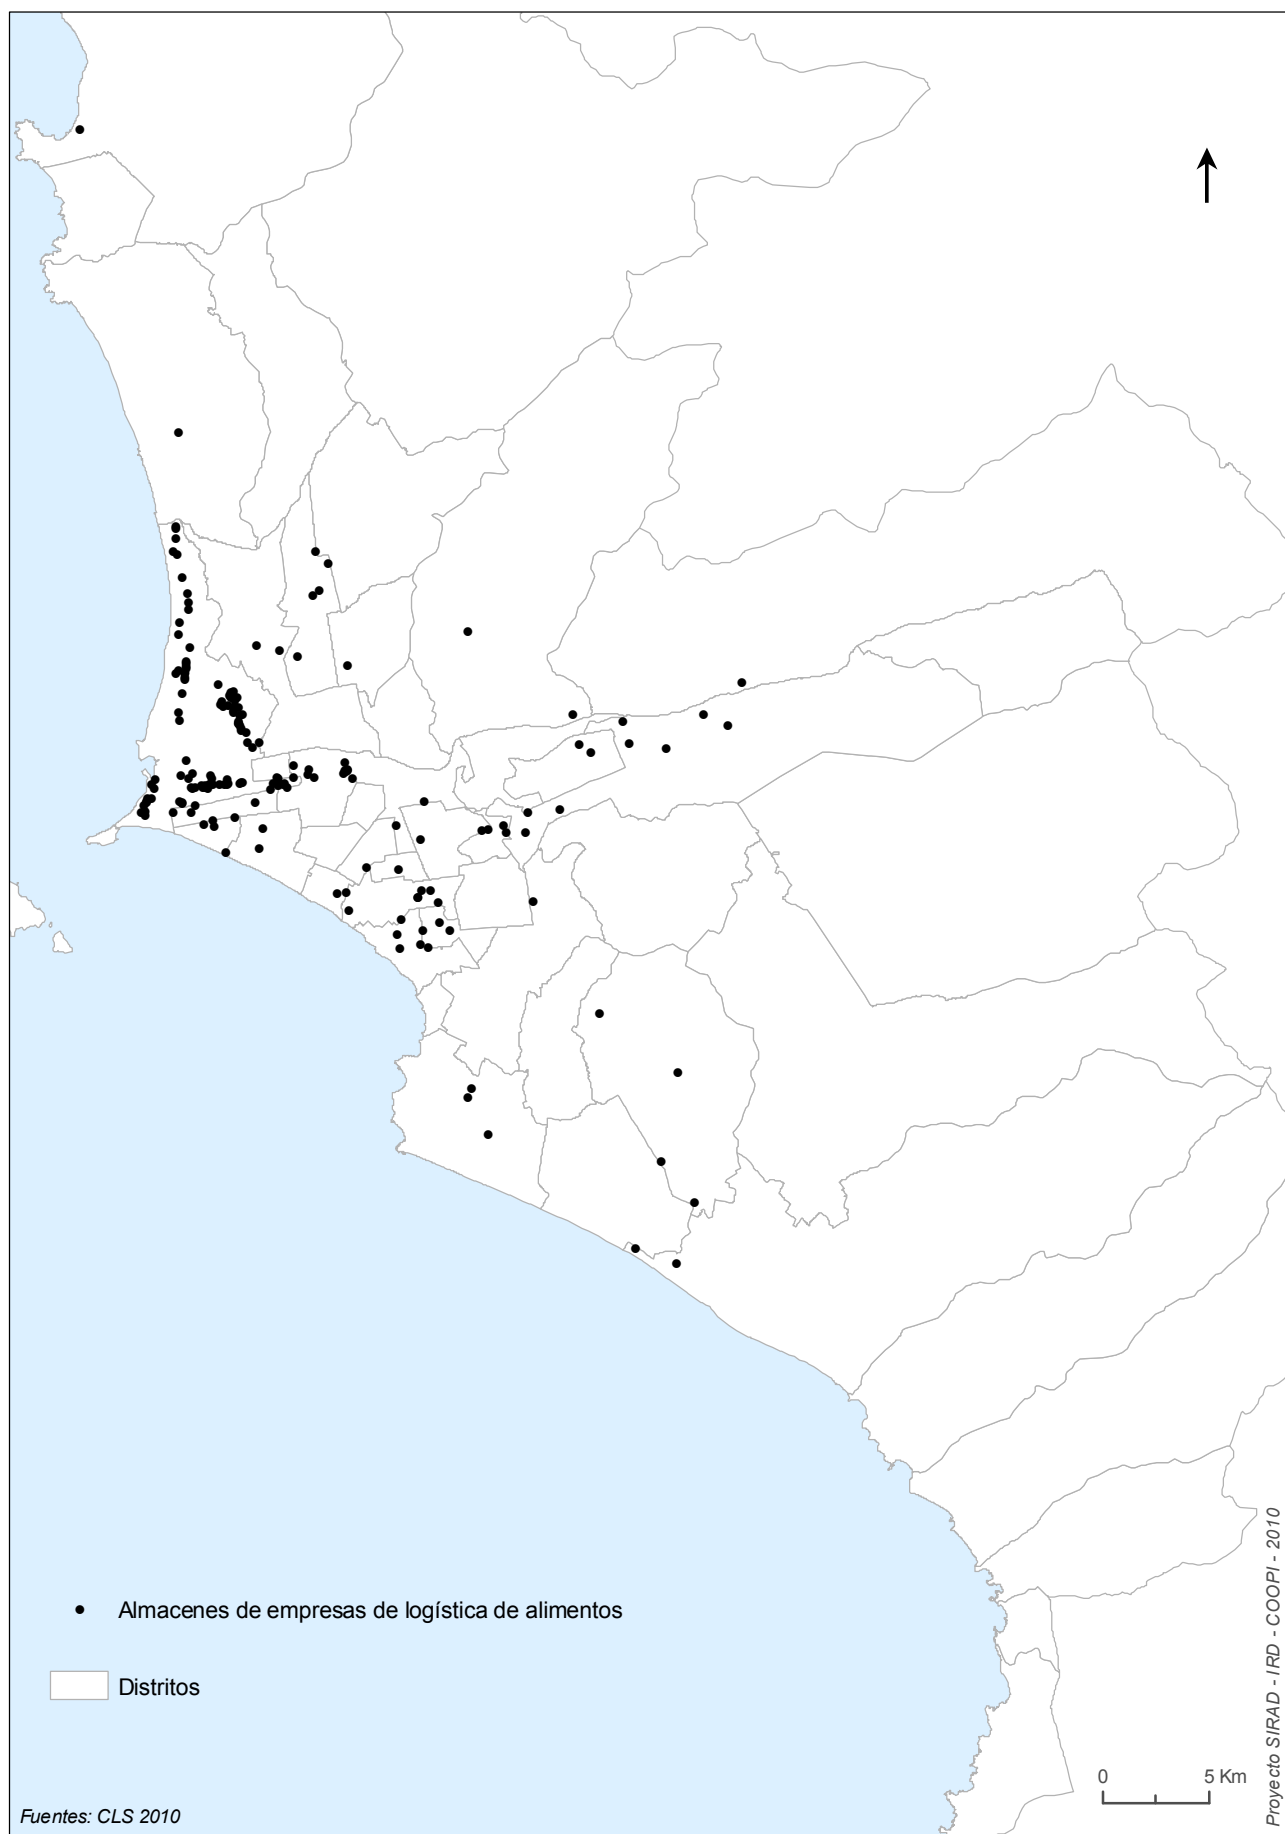 Almacenes de empresas de logística de alimentos
Distritos
0 5 Km
Fuentes: CLS 2010
Proyecto SIRAD - IRD - COOPI - 2010